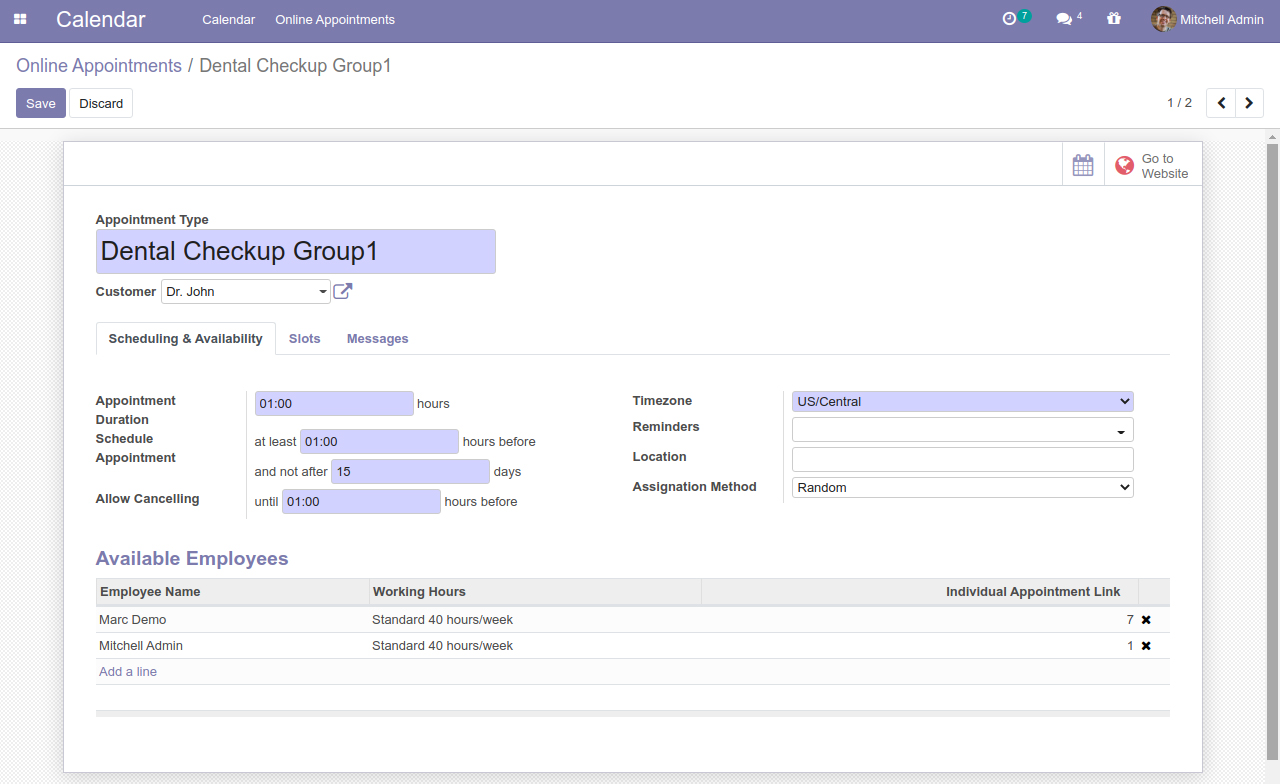 Calendar Calendar Online Appointments 7 4 Mitchell Admin
Online Appointments / Dental Checkup Group1
Save Discard 1 / 2
Go to
Website
Appointment Type
Dental Checkup Group1
Customer Dr. John
Scheduling & Availability Slots Messages
Appointment Duration 01:00 hours
Schedule Appointment at least 01:00 hours before
and not after 15 days
Allow Cancelling until 01:00 hours before
Timezone US/Central
Reminders
Location
Assignation Method Random
Available Employees
Employee Name Working Hours Individual Appointment Link
Marc Demo Standard 40 hours/week 7
Mitchell Admin Standard 40 hours/week 1
Add a line